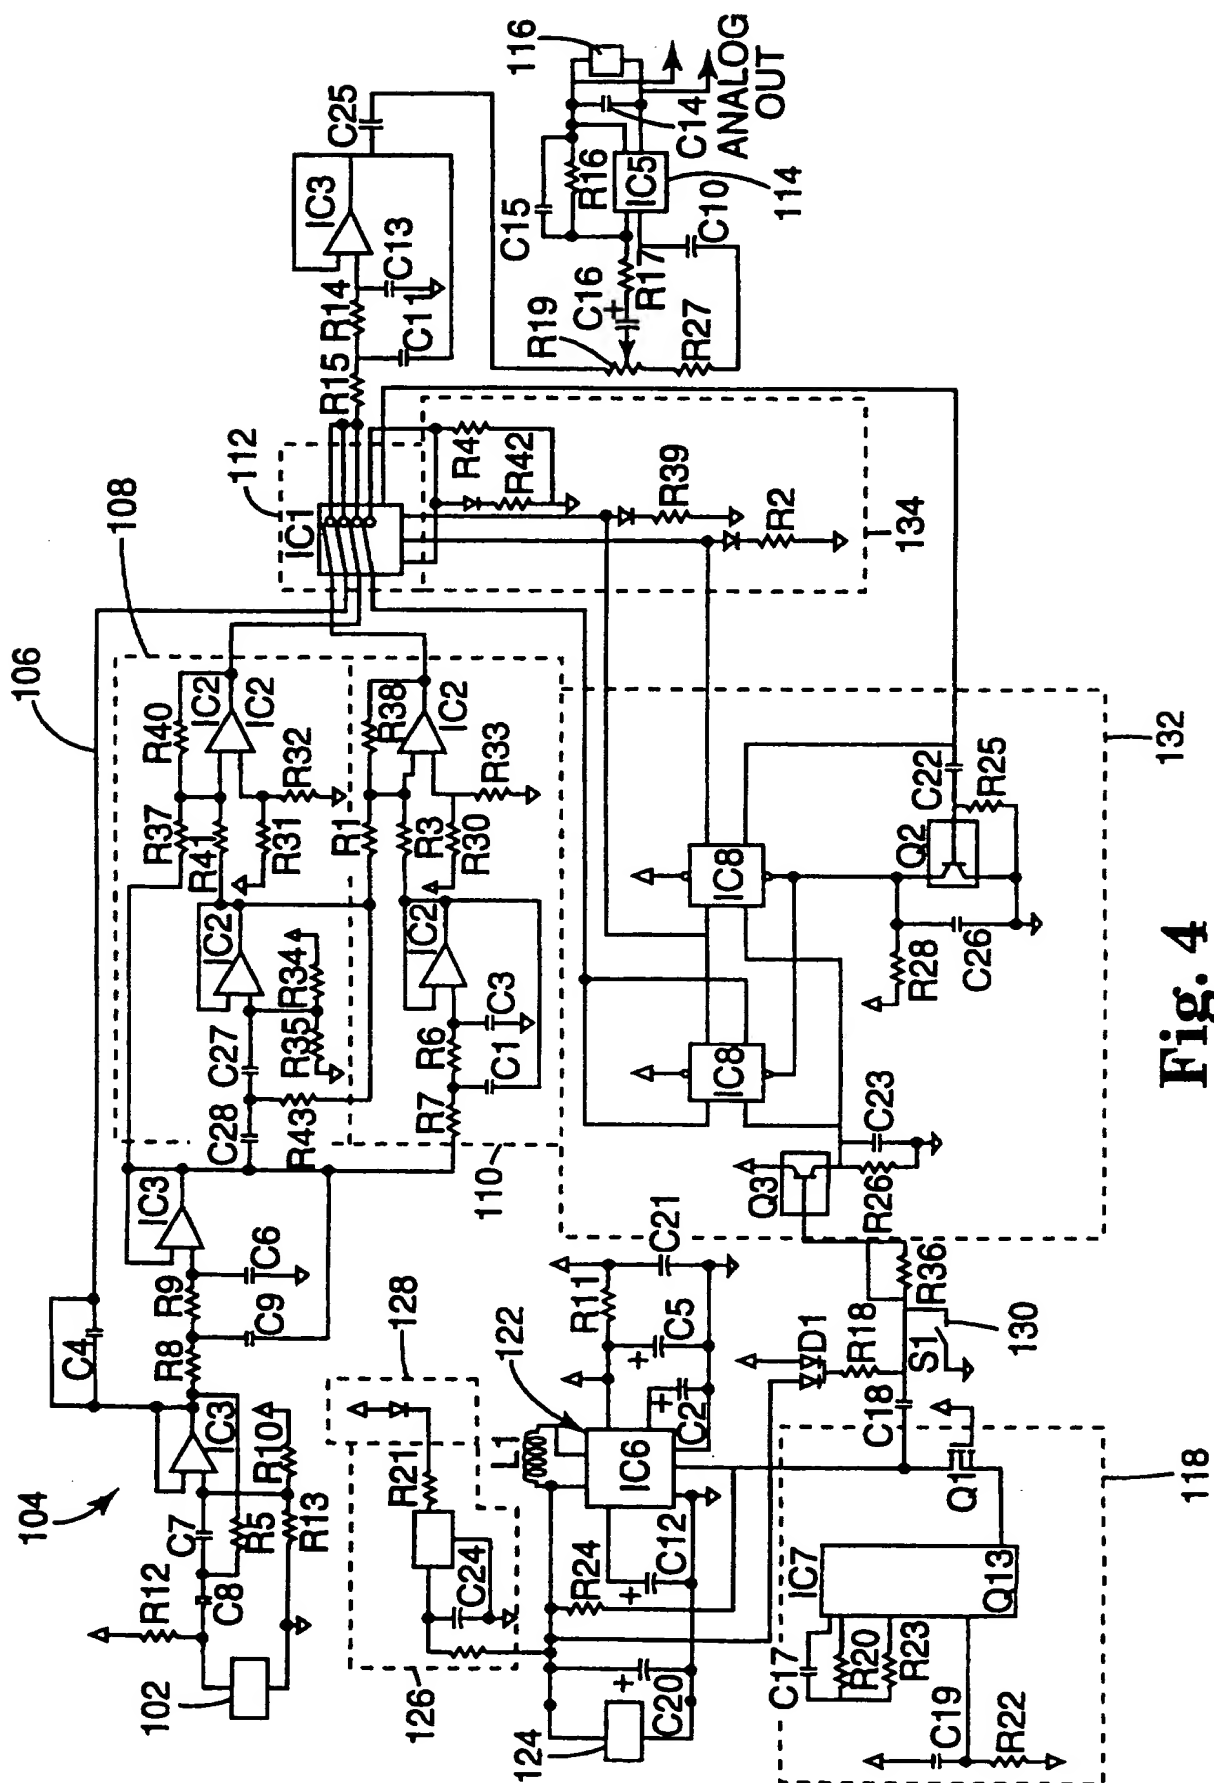 106
108
104
112
C4
R12
C7
C8
R5
R10
R13
102
IC3
R8
R9
C9
C6
IC3
C28
C27
R43
R35
R34
IC2
R37
R40
R41
IC2
IC2
R31
R32
R1
R38
R7
R6
C1
C3
IC2
R3
R30
IC2
R33
110
IC1
R15
R14
C11
C13
IC3
C25
116
C15
R16
C14
IC5
114
R19
C16
R17
R27
C10
ANALOG
OUT
R4
R42
R39
R2
134
128
R21
C24
126
122
L1
IC6
R11
C21
C5
C2
C12
R24
C20
124
D1
R18
C18
S1
R36
130
Q1
118
IC7
Q13
C17
R20
R23
C19
R22
Q3
R26
C23
IC8
IC8
R28
C26
Q2
C22
R25
132
Fig. 4